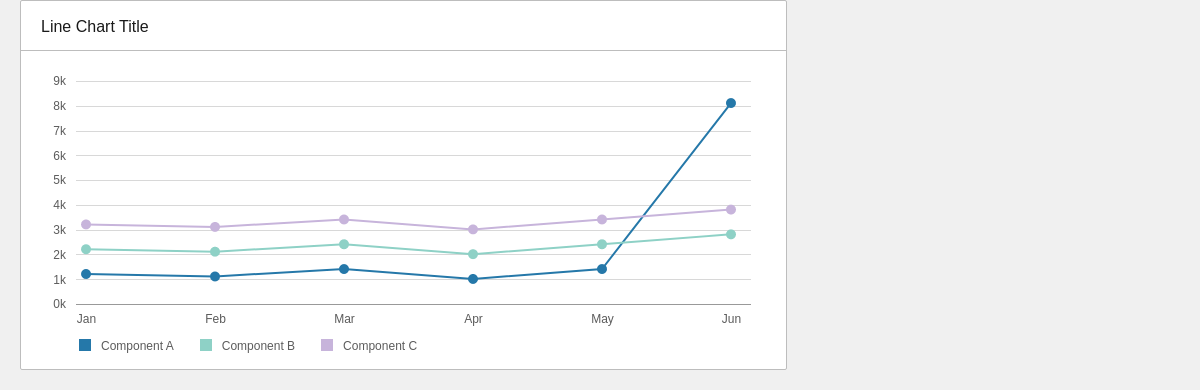 Line Chart Title
9k
8k
7k
6k
5k
4k
3k
2k
1k
0k
Jan Feb Mar Apr May Jun
Component A Component B Component C